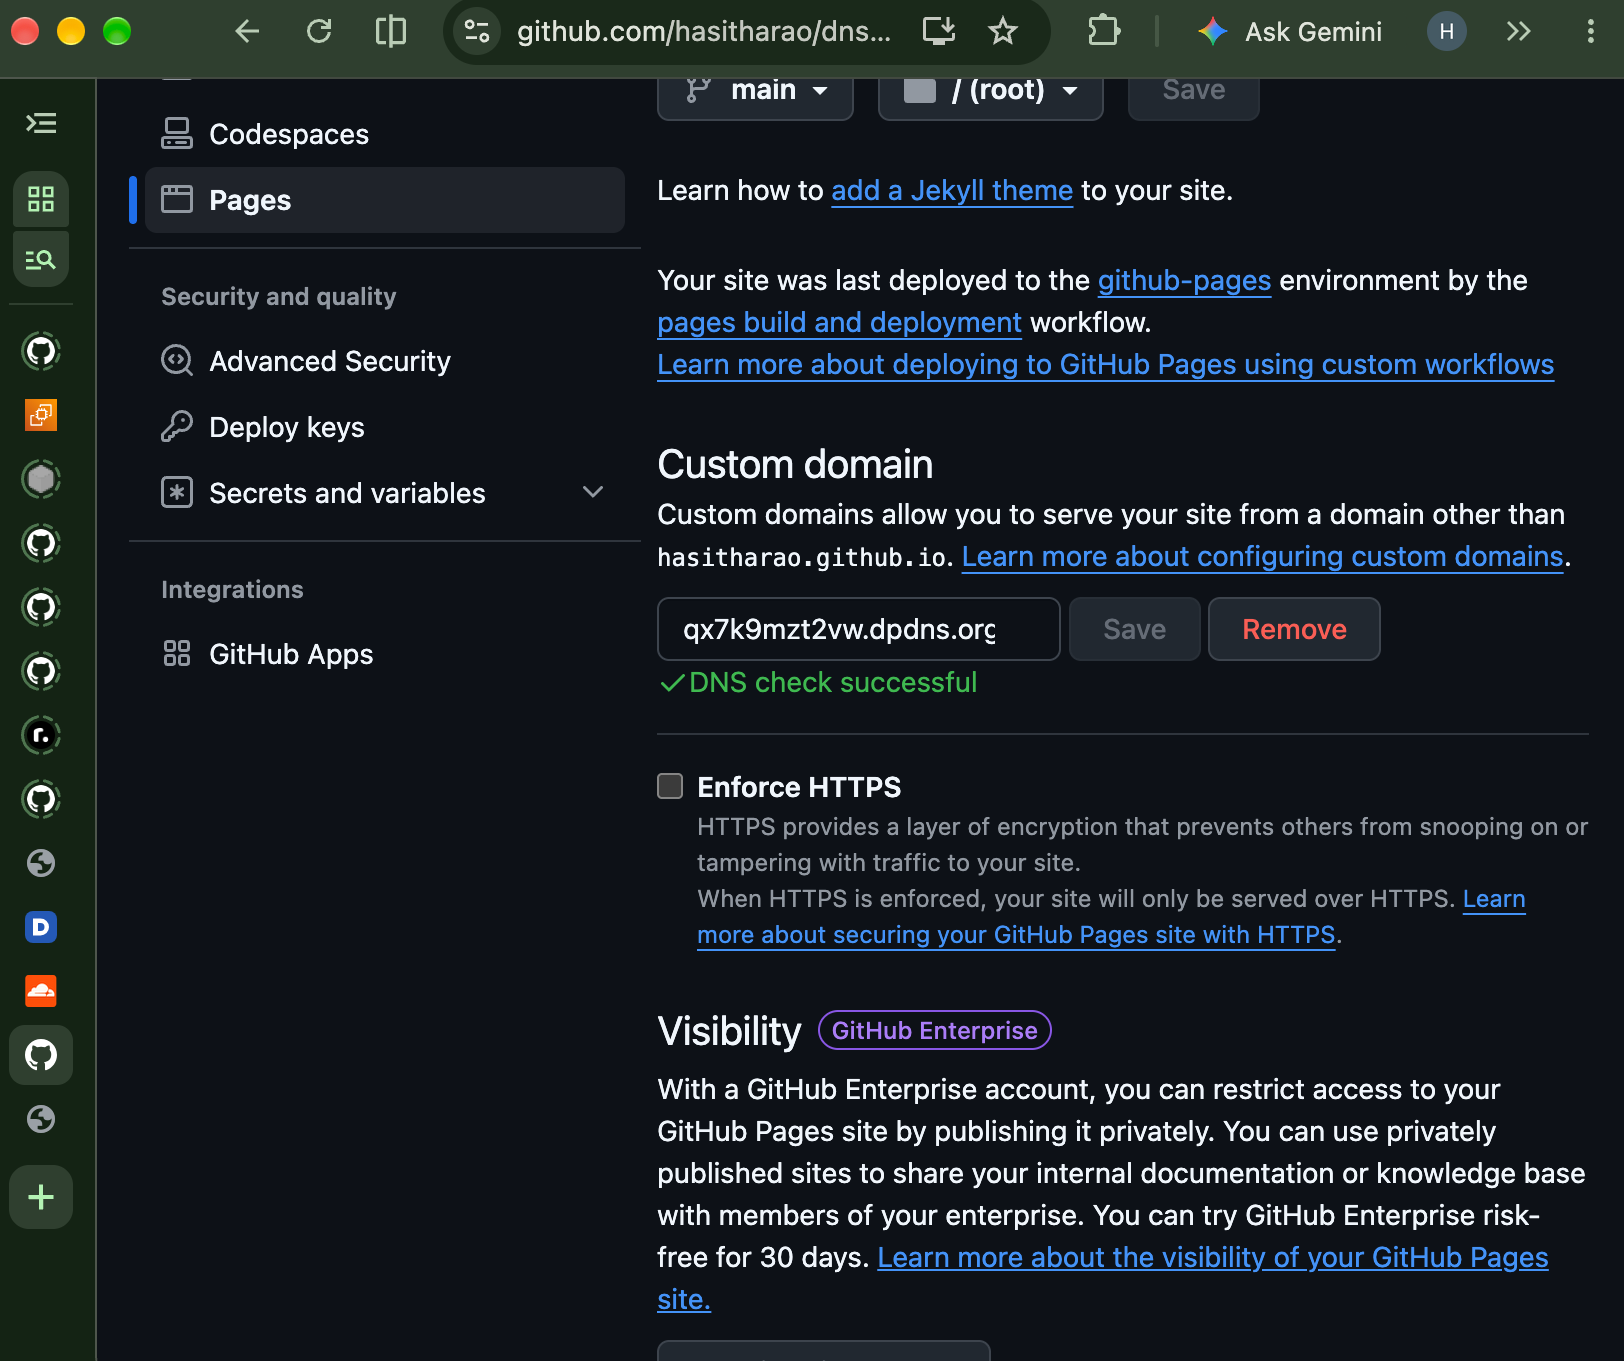 github.com/hasitharao/dns...
Ask Gemini
H
main
/ (root)
Save
Codespaces
Pages
Security and quality
Advanced Security
Deploy keys
Secrets and variables
Integrations
GitHub Apps
Learn how to add a Jekyll theme to your site.
Your site was last deployed to the github-pages environment by the
pages build and deployment workflow.
Learn more about deploying to GitHub Pages using custom workflows
Custom domain
Custom domains allow you to serve your site from a domain other than
hasitharao.github.io. Learn more about configuring custom domains.
qx7k9mzt2vw.dpdns.org
Save
Remove
DNS check successful
Enforce HTTPS
HTTPS provides a layer of encryption that prevents others from snooping on or
tampering with traffic to your site.
When HTTPS is enforced, your site will only be served over HTTPS. Learn
more about securing your GitHub Pages site with HTTPS.
Visibility
GitHub Enterprise
With a GitHub Enterprise account, you can restrict access to your
GitHub Pages site by publishing it privately. You can use privately
published sites to share your internal documentation or knowledge base
with members of your enterprise. You can try GitHub Enterprise risk-
free for 30 days. Learn more about the visibility of your GitHub Pages
site.
r.
D